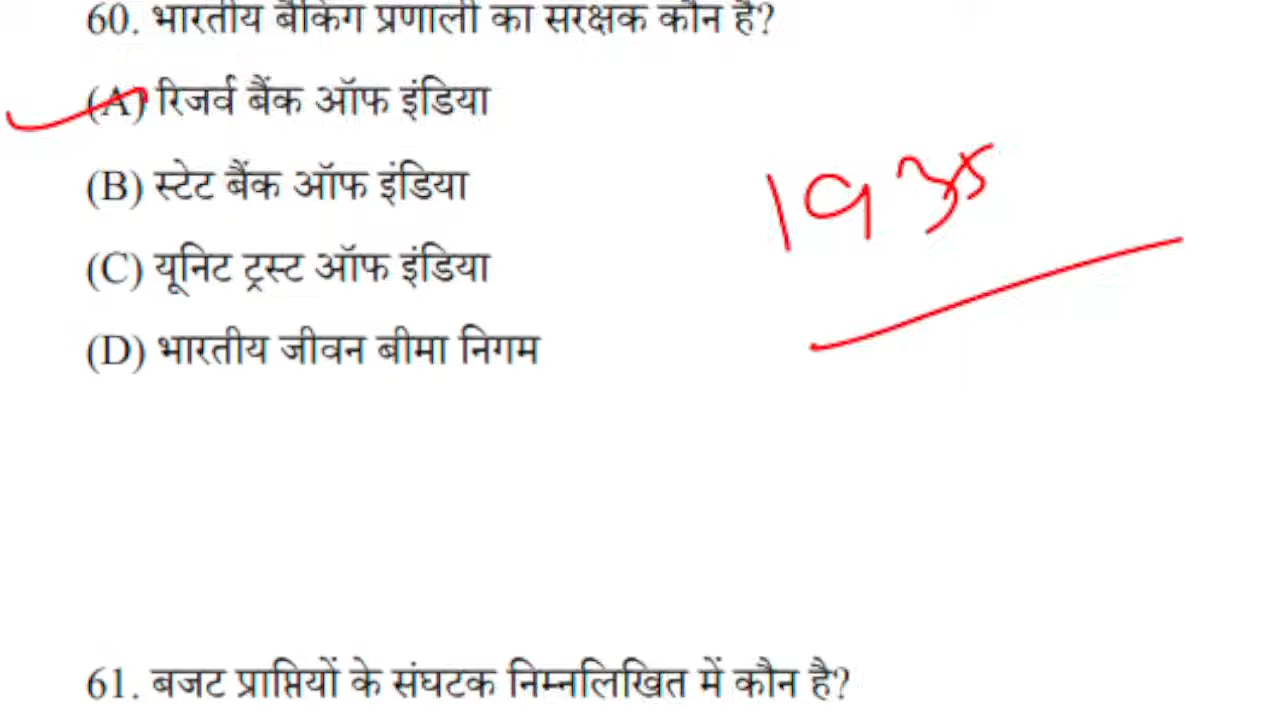 60. भारतीय बैंकिंग प्रणाली का संरक्षक कौन है?
(A) रिजर्व बैंक ऑफ इंडिया
(B) स्टेट बैंक ऑफ इंडिया
1935
(C) यूनिट ट्रस्ट ऑफ इंडिया
(D) भारतीय जीवन बीमा निगम
61. बजट प्राप्तियों के संघटक निम्नलिखित में कौन है?